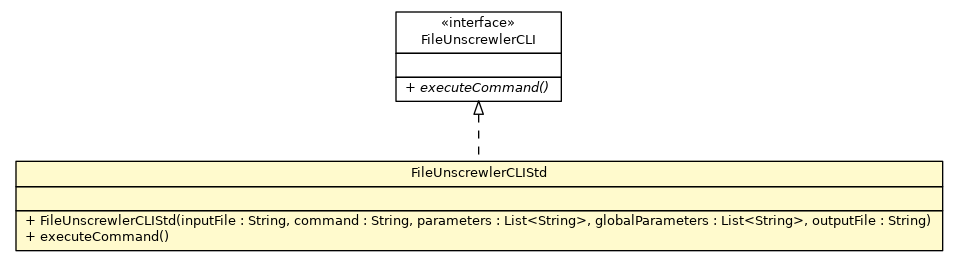 «interface»
FileUnscrewlerCLI
+ executeCommand()
FileUnscrewlerCLIStd
+ FileUnscrewlerCLIStd(inputFile : String, command : String, parameters : List<String>, globalParameters : List<String>, outputFile : String)
+ executeCommand()